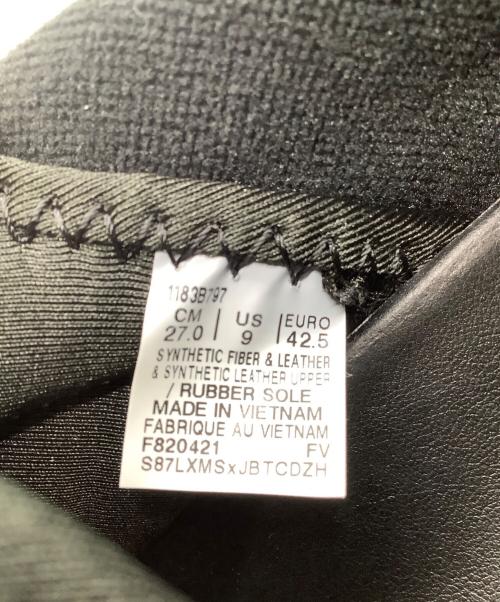 1183B797
CM | US | EURO
27.0 | 9 | 42.5
SYNTHETIC FIBER & LEATHER
& SYNTHETIC LEATHER UPPER
/ RUBBER SOLE
MADE IN VIETNAM
FABRIQUE AU VIETNAM
F820421 FV
S87LXMSxJBTCDZH